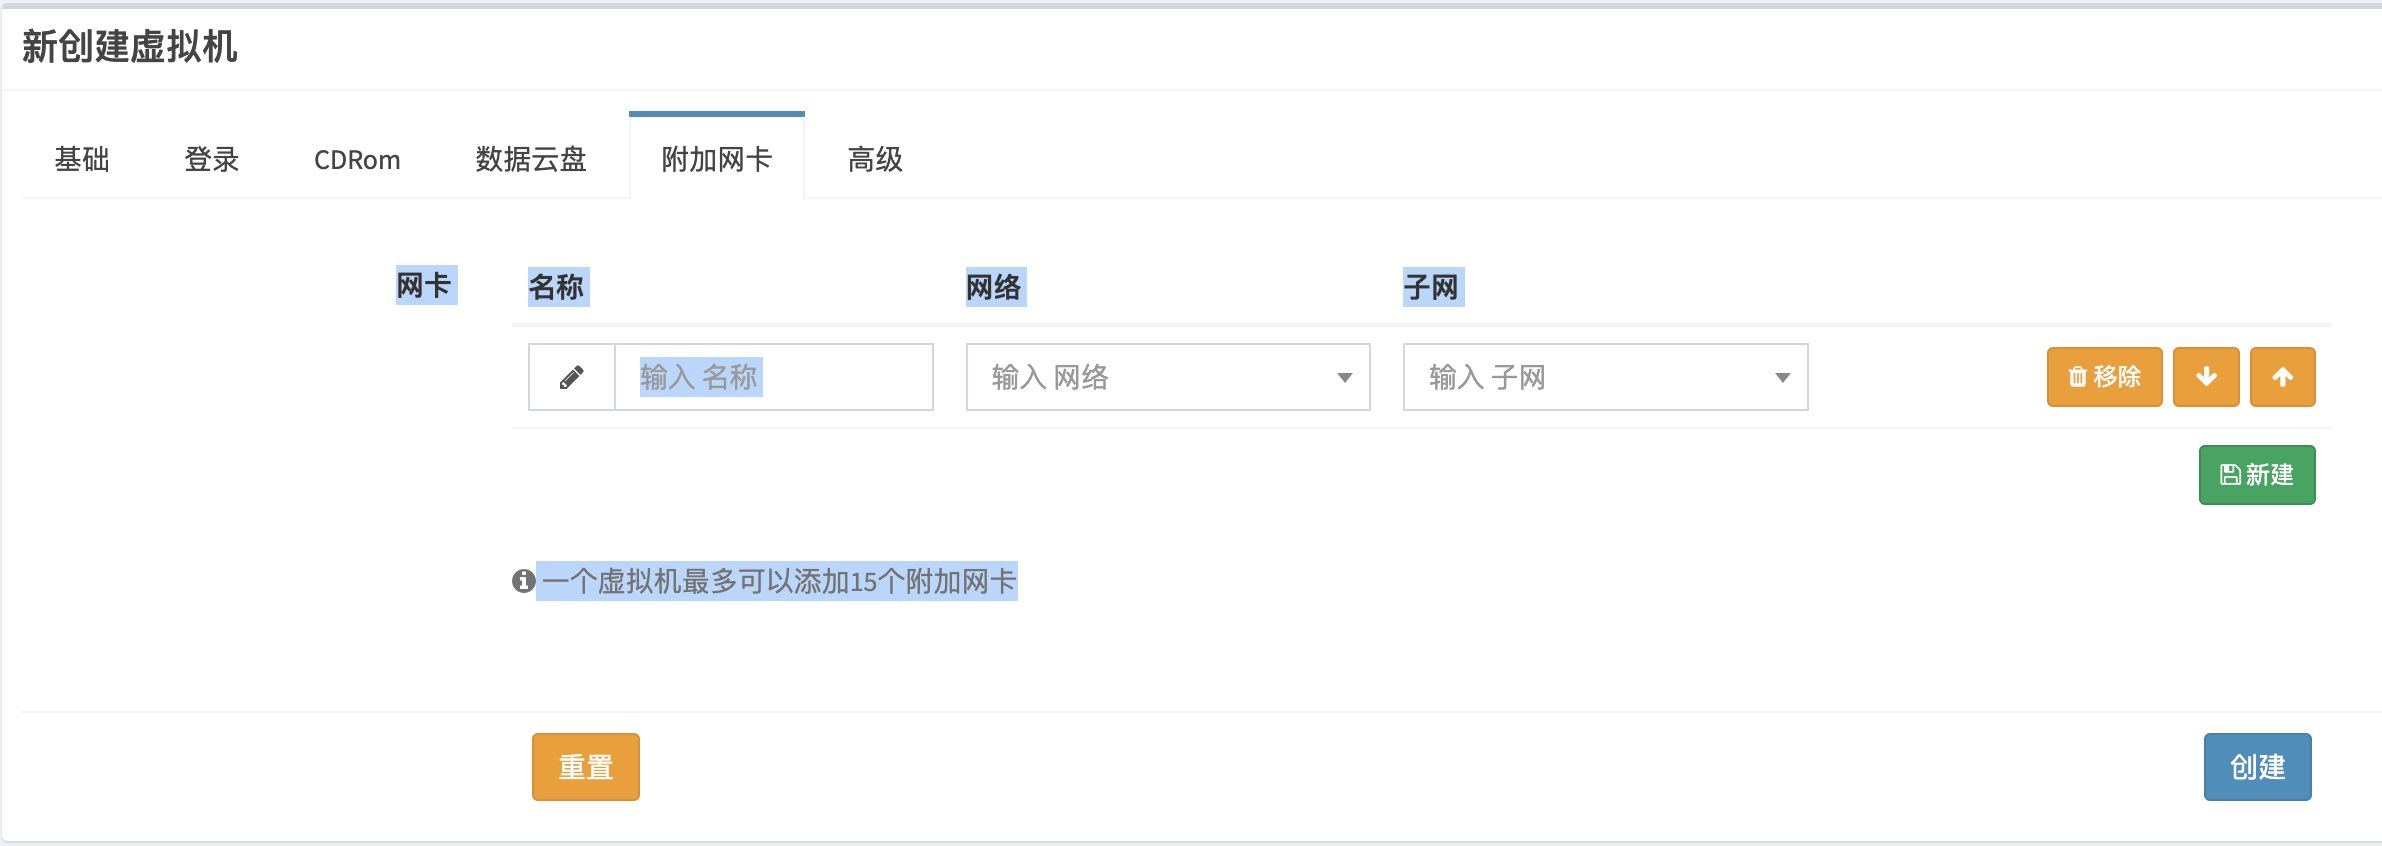 新创建虚拟机
基础 登录 CDRom 数据云盘 附加网卡 高级
网卡 名称 网络 子网
输入 名称 输入 网络 输入 子网 移除
新建
一个虚拟机最多可以添加15个附加网卡
重置 创建